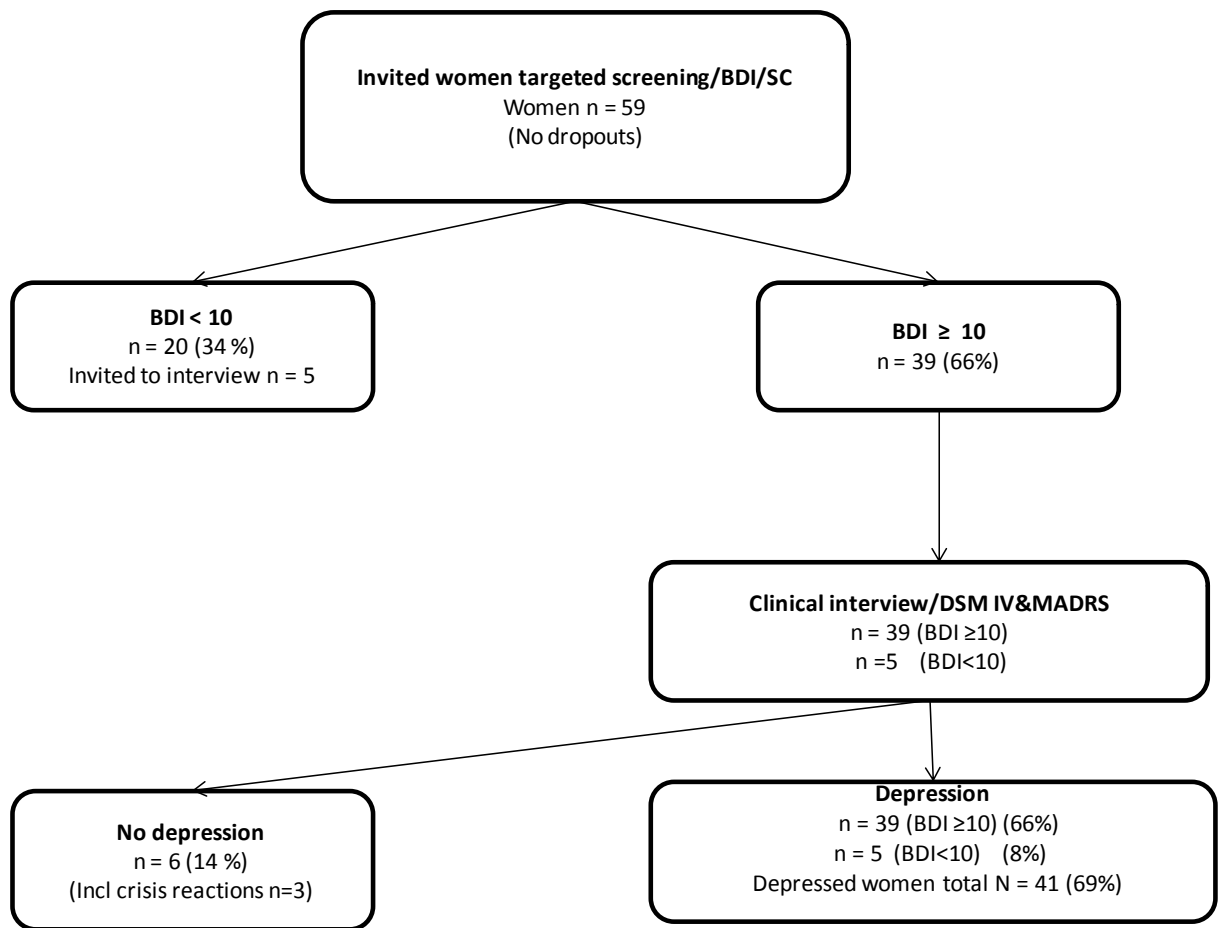 Invited women targeted screening/BDI/SC
Women n = 59
(No dropouts)
BDI < 10
n = 20 (34 %)
Invited to interview n = 5
BDI ≥ 10
n = 39 (66%)
Clinical interview/DSM IV&MADRS
n = 39 (BDI ≥10)
n =5 (BDI<10)
No depression
n = 6 (14 %)
(Incl crisis reactions n=3)
Depression
n = 39 (BDI ≥10) (66%)
n = 5 (BDI<10) (8%)
Depressed women total N = 41 (69%)